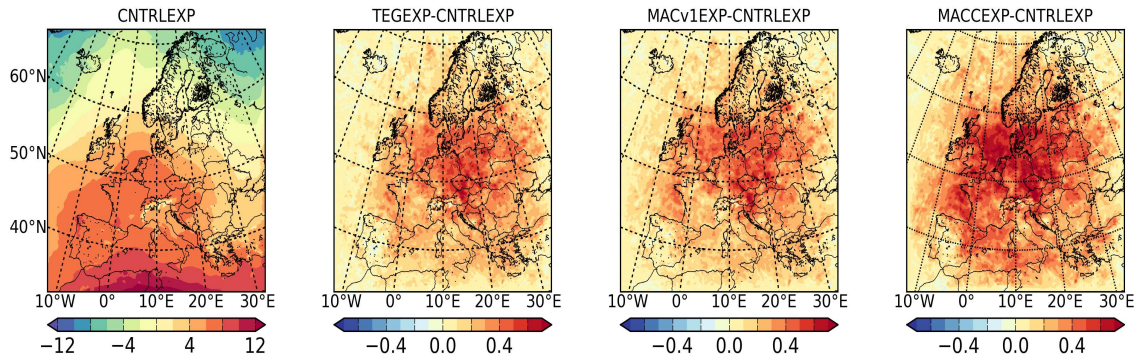 CNTRLEXP
TEGEXP-CNTRLEXP
MACv1EXP-CNTRLEXP
MACCEXP-CNTRLEXP
60°N
50°N
40°N
10°W 0° 10°E 20°E 30°E
10°W 0° 10°E 20°E 30°E
10°W 0° 10°E 20°E 30°E
10°W 0° 10°E 20°E 30°E
−12 −4 4 12
−0.4 0.0 0.4
−0.4 0.0 0.4
−0.4 0.0 0.4